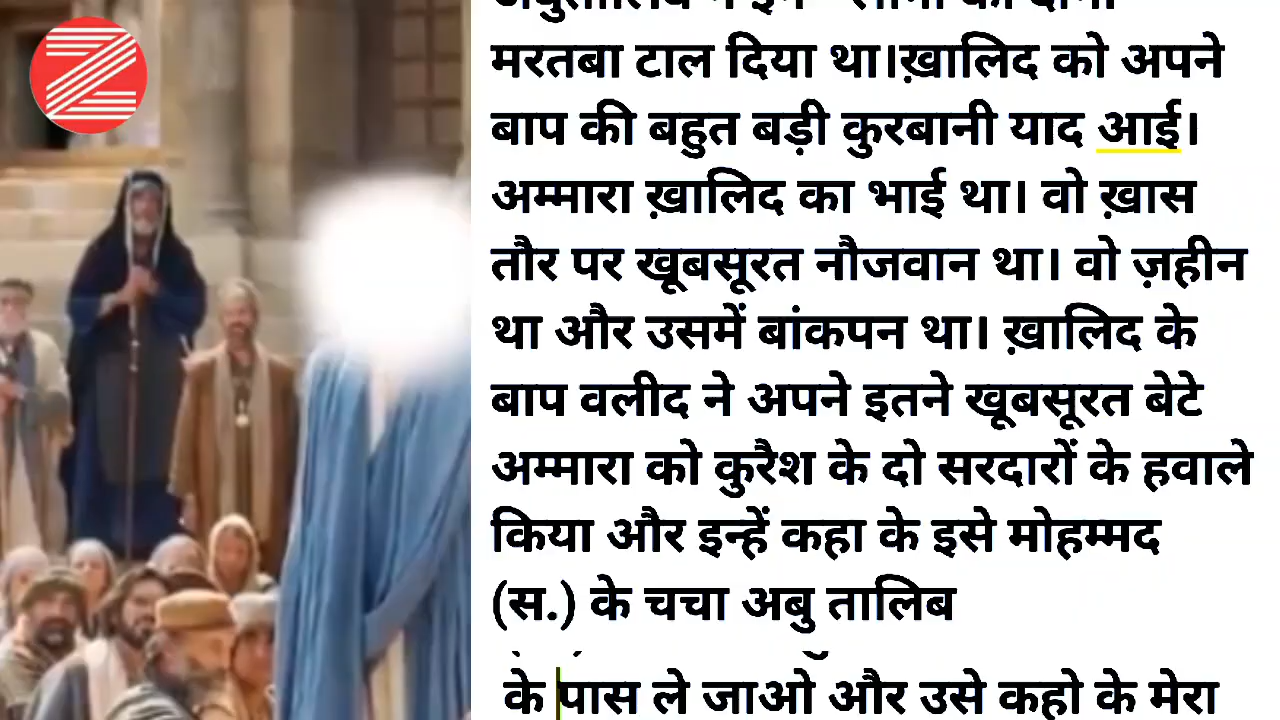 मरतबा टाल दिया था।ख़ालिद को अपने
बाप की बहुत बड़ी कुरबानी याद आई।
अम्मारा ख़ालिद का भाई था। वो ख़ास
तौर पर खूबसूरत नौजवान था। वो ज़हीन
था और उसमें बांकपन था। ख़ालिद के
बाप वलीद ने अपने इतने खूबसूरत बेटे
अम्मारा को कुरैश के दो सरदारों के हवाले
किया और इन्हें कहा के इसे मोहम्मद
(स.) के चचा अबु तालिब
के पास ले जाओ और उसे कहो के मेरा